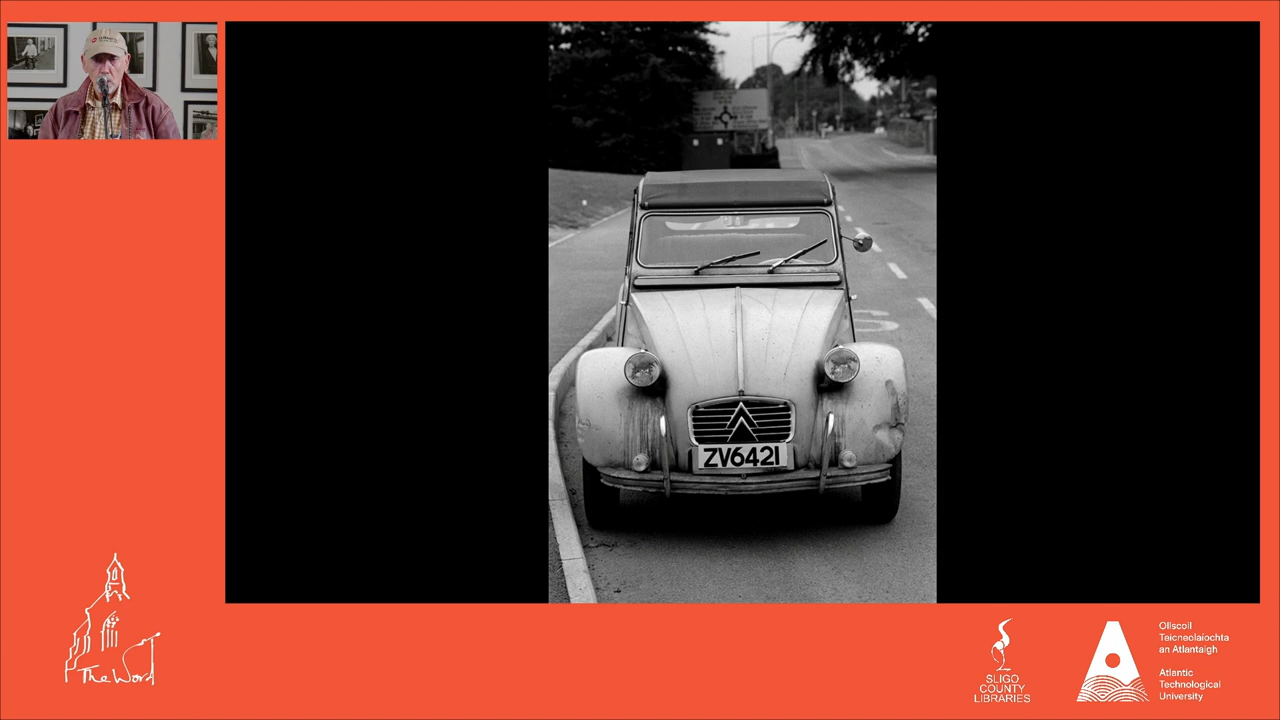 ZV6421
The Word
SLIGO
COUNTY
LIBRARIES
Ollscoil
Teicneolaíochta
an Atlantaigh
Atlantic
Technological
University